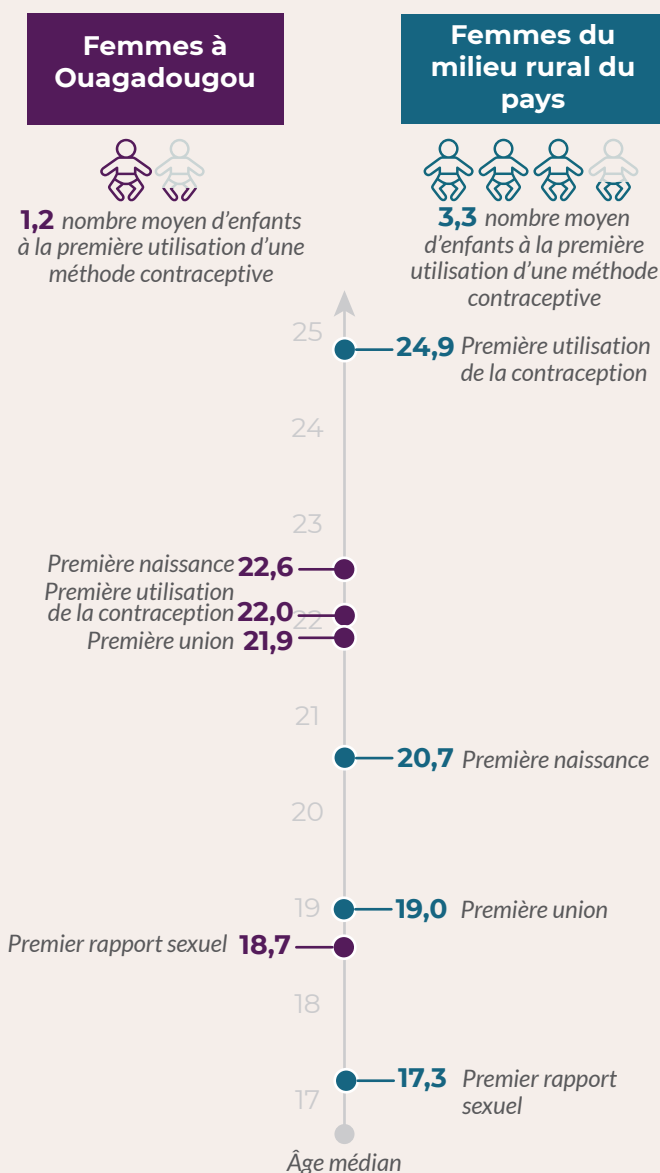 Femmes à
Ouagadougou
Femmes du
milieu rural du
pays
1,2 nombre moyen d’enfants
à la première utilisation d’une
méthode contraceptive
3,3 nombre moyen
d’enfants à la première
utilisation d’une méthode
contraceptive
25
24,9 Première utilisation
de la contraception
24
23
Première naissance 22,6
Première utilisation
de la contraception 22,0
22
Première union 21,9
21
20,7 Première naissance
20
19
19,0 Première union
Premier rapport sexuel 18,7
18
17,3 Premier rapport
sexuel
17
Âge médian